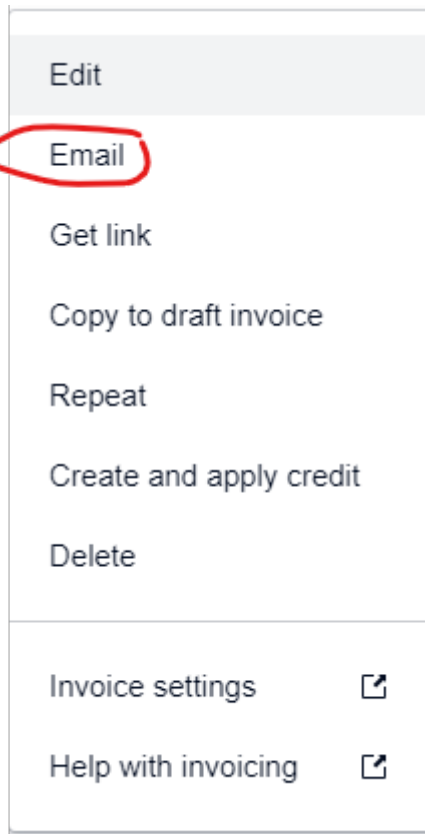 Edit
Email
Get link
Copy to draft invoice
Repeat
Create and apply credit
Delete
Invoice settings
Help with invoicing